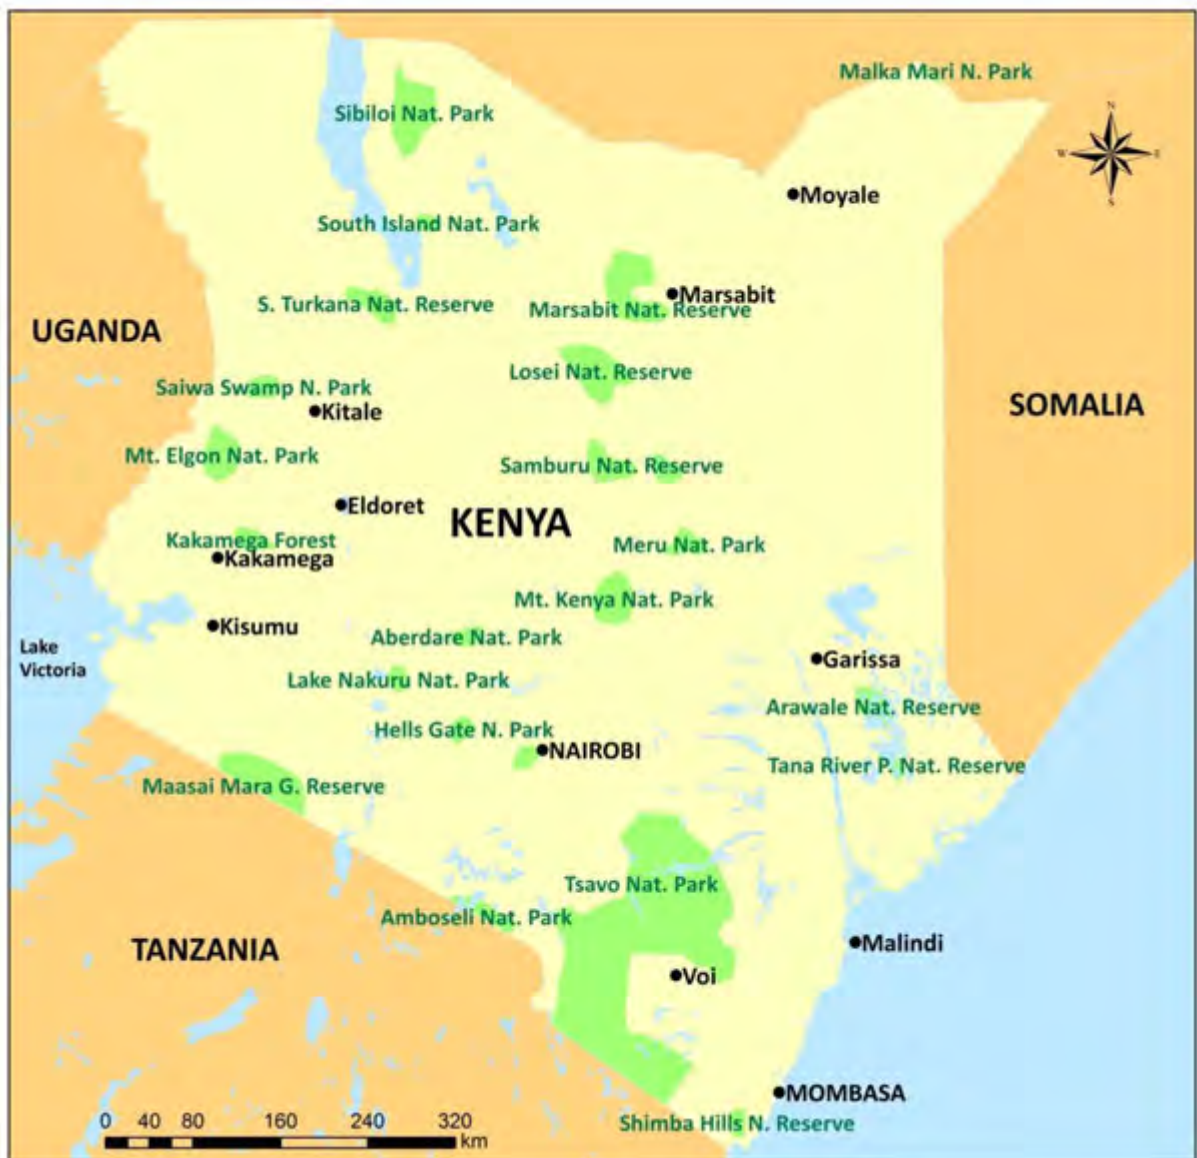 Malka Mari N. Park
Sibiloi Nat. Park
N
W E
S
Moyale
South Island Nat. Park
Marsabit
S. Turkana Nat. Reserve
Marsabit Nat. Reserve
UGANDA
Losei Nat. Reserve
Saiwa Swamp N. Park
Kitale
SOMALIA
Mt. Elgon Nat. Park
Samburu Nat. Reserve
Eldoret
KENYA
Kakamega Forest
Meru Nat. Park
Kakamega
Mt. Kenya Nat. Park
Kisumu
Aberdare Nat. Park
Lake
Victoria
Garissa
Lake Nakuru Nat. Park
Arawale Nat. Reserve
Hells Gate N. Park
NAIROBI
Tana River P. Nat. Reserve
Maasai Mara G. Reserve
Tsavo Nat. Park
Amboseli Nat. Park
TANZANIA
Malindi
Voi
MOMBASA
0 40 80 160 240 320
km
Shimba Hills N. Reserve